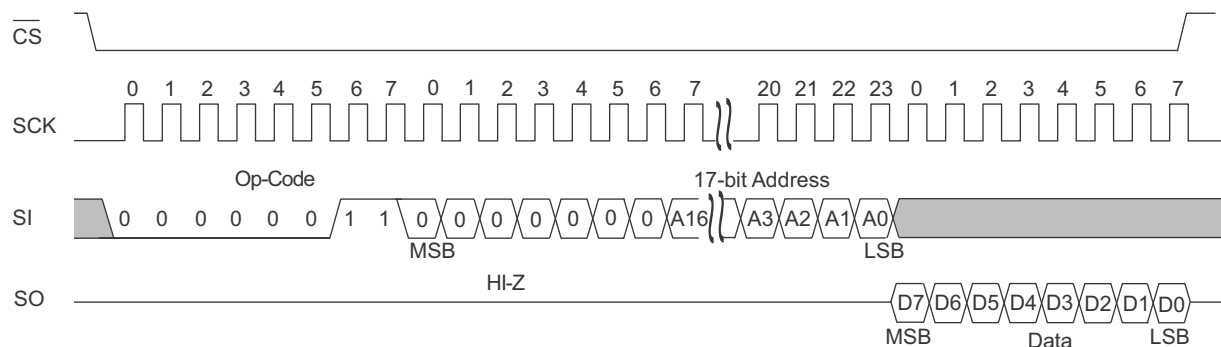 CS
0 1 2 3 4 5 6 7 0 1 2 3 4 5 6 7 20 21 22 23 0 1 2 3 4 5 6 7
SCK
Op-Code 17-bit Address
SI 0 0 0 0 0 0 1 1 0 0 0 0 0 0 0 A16 A3 A2 A1 A0
MSB LSB
HI-Z
SO D7 D6 D5 D4 D3 D2 D1 D0
MSB Data LSB